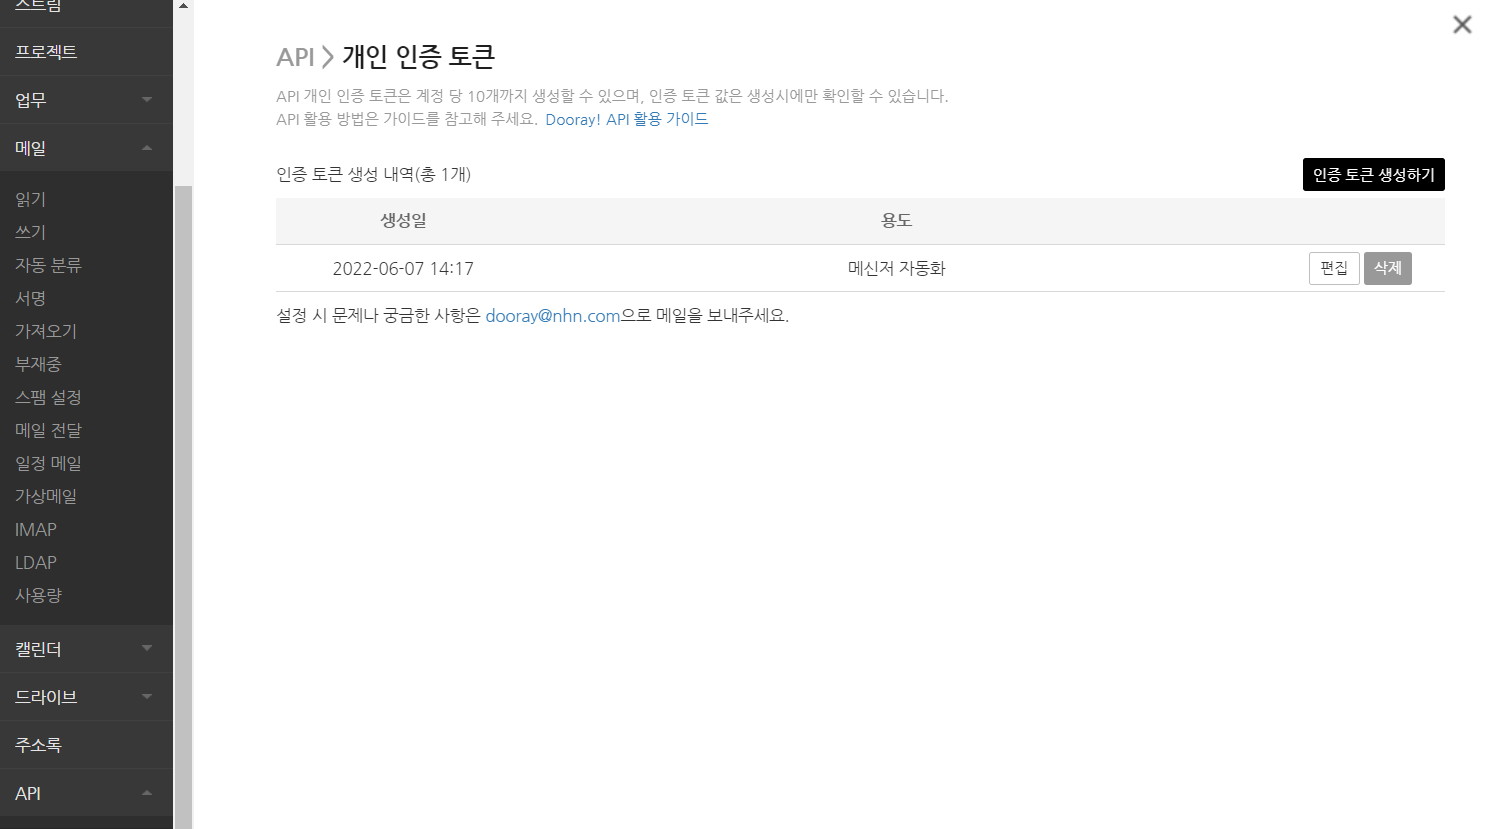 스트림
프로젝트
업무
메일
읽기
쓰기
자동 분류
서명
가져오기
부재중
스팸 설정
메일 전달
일정 메일
가상메일
IMAP
LDAP
사용량
캘린더
드라이브
주소록
API
API > 개인 인증 토큰
API 개인 인증 토큰은 계정 당 10개까지 생성할 수 있으며, 인증 토큰 값은 생성시에만 확인할 수 있습니다.
API 활용 방법은 가이드를 참고해 주세요. Dooray! API 활용 가이드
인증 토큰 생성 내역(총 1개) 인증 토큰 생성하기
생성일 용도
2022-06-07 14:17 메신저 자동화 편집 삭제
설정 시 문제나 궁금한 사항은 dooray@nhn.com으로 메일을 보내주세요.